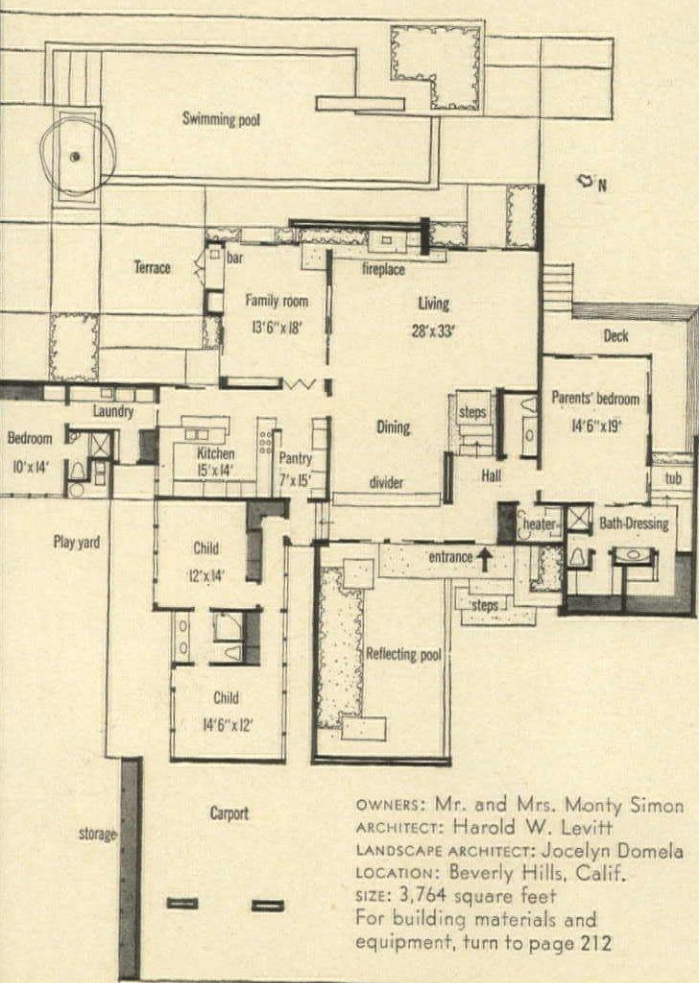 Swimming pool
N
Terrace
bar
fireplace
Family room
13'6"x18'
Living
28'x33'
Deck
Parents' bedroom
14'6"x19'
Laundry
steps
Bedroom
10'x14'
Kitchen
15'x14'
Pantry
7'x15'
Dining
Hall
tub
divider
heater
Bath-Dressing
Play yard
Child
12'x14'
entrance
steps
Reflecting pool
Child
14'6"x12'
Carport
storage
OWNERS: Mr. and Mrs. Monty Simon
ARCHITECT: Harold W. Levitt
LANDSCAPE ARCHITECT: Jocelyn Domela
LOCATION: Beverly Hills, Calif.
SIZE: 3,764 square feet
For building materials and
equipment, turn to page 212